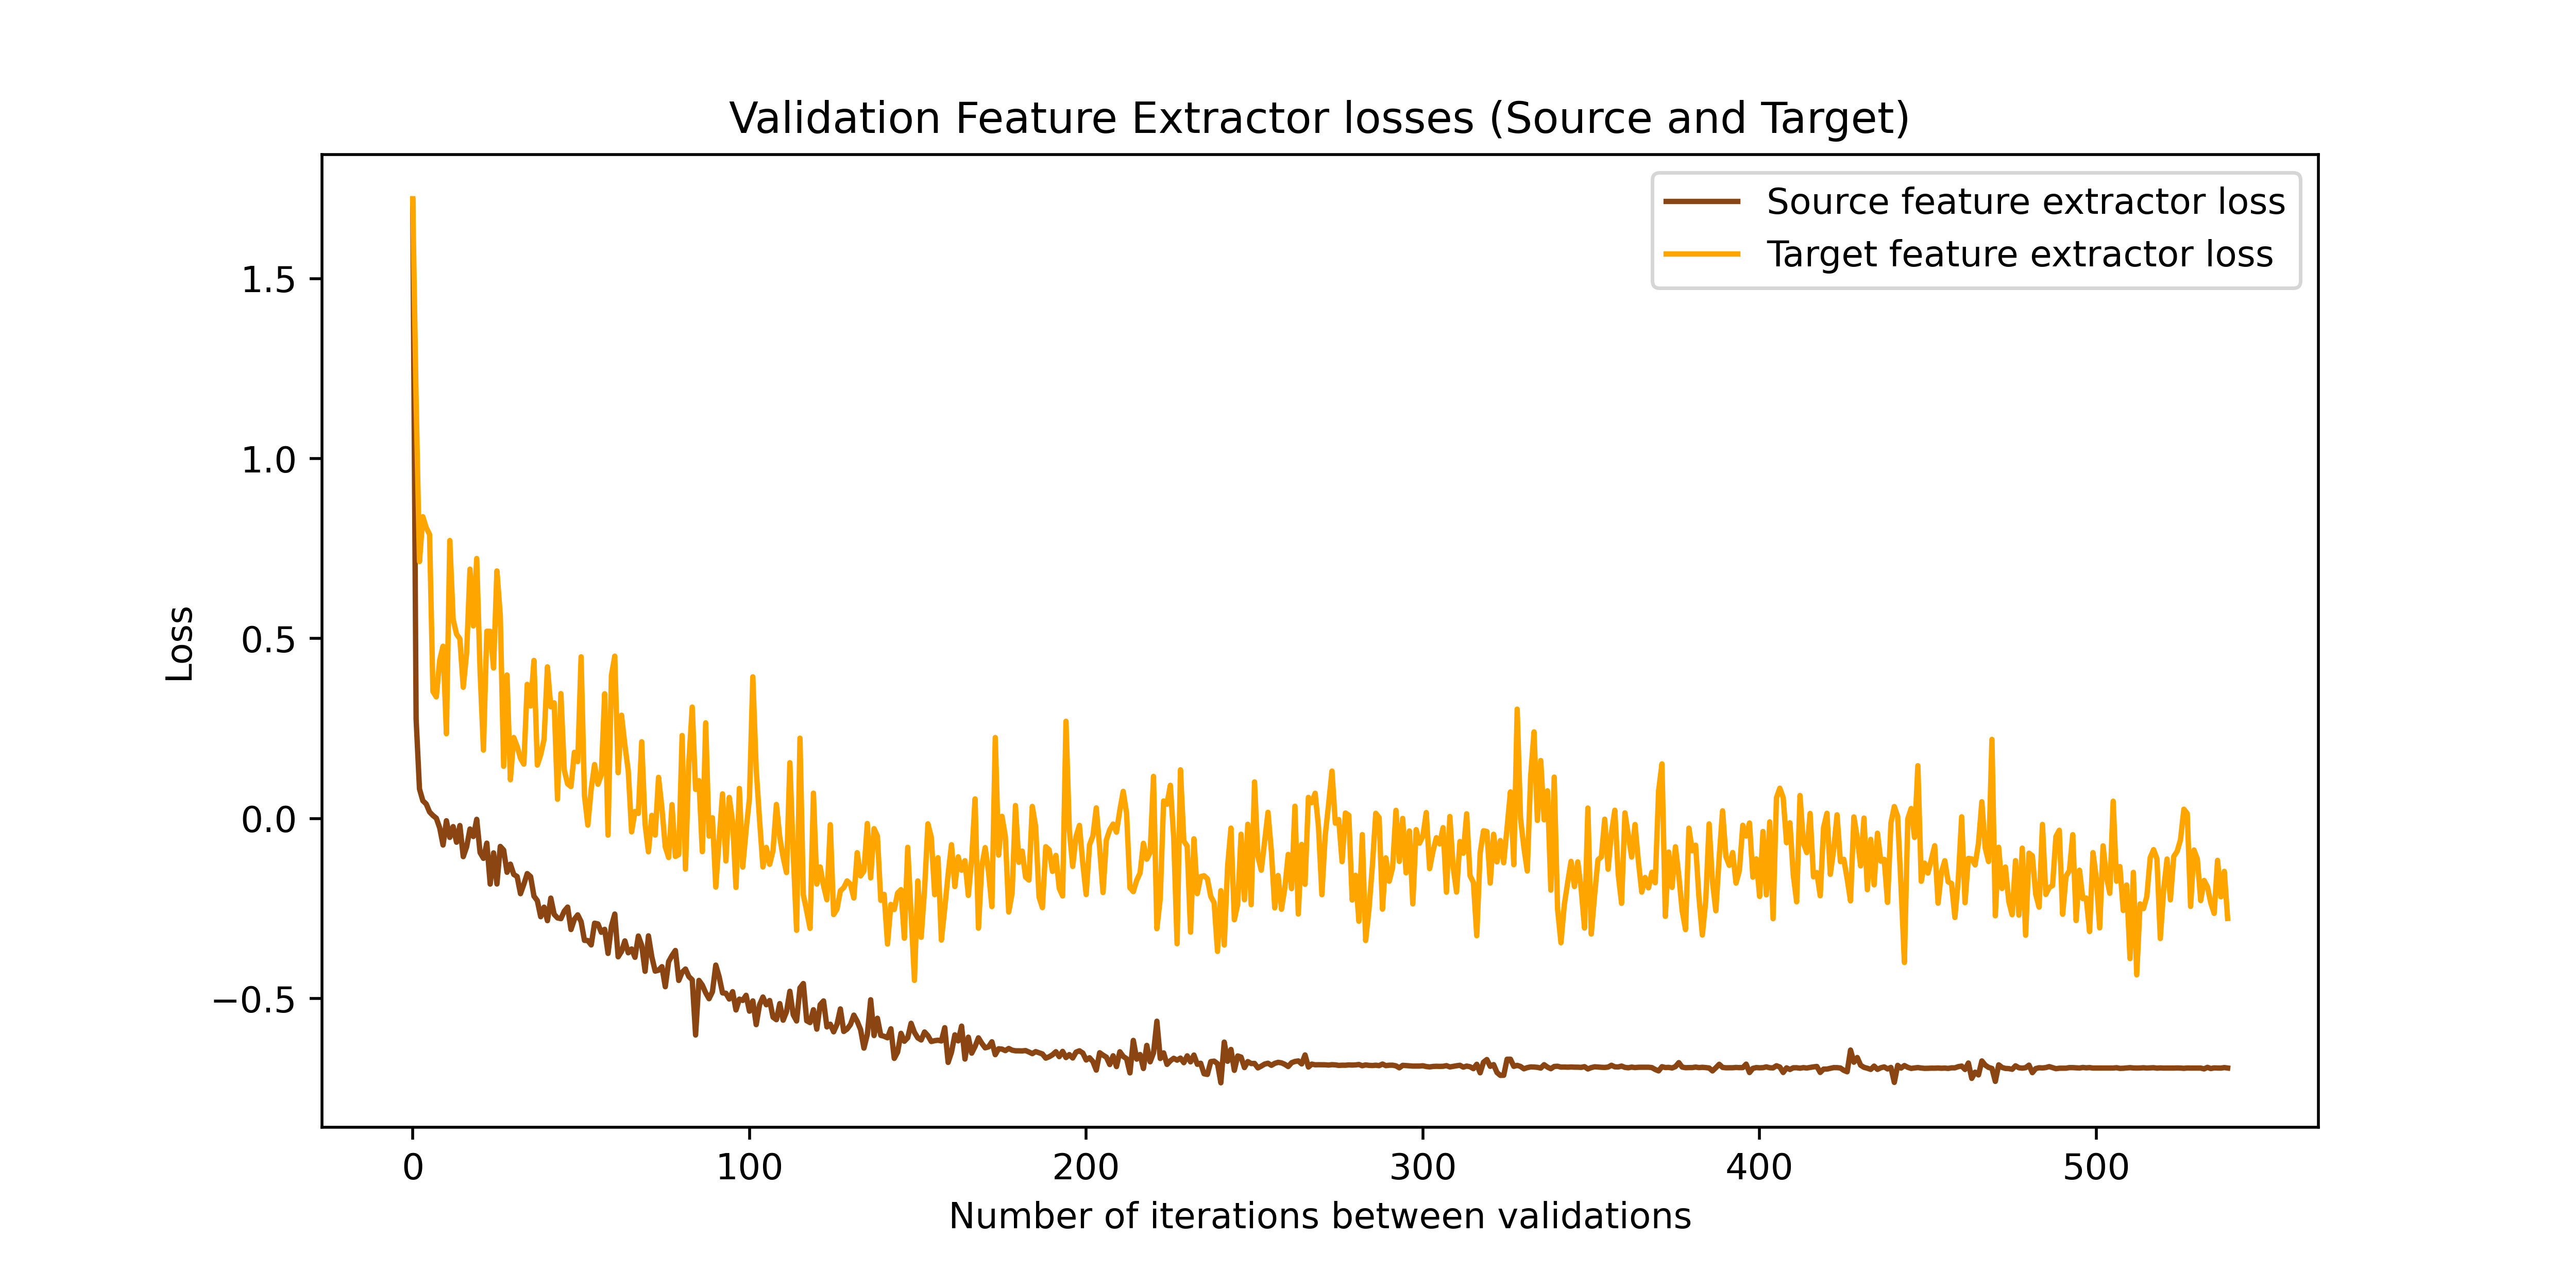 Validation Feature Extractor losses (Source and Target)
Source feature extractor loss
Target feature extractor loss
Loss
1.5
1.0
0.5
0.0
−0.5
0 100 200 300 400 500
Number of iterations between validations